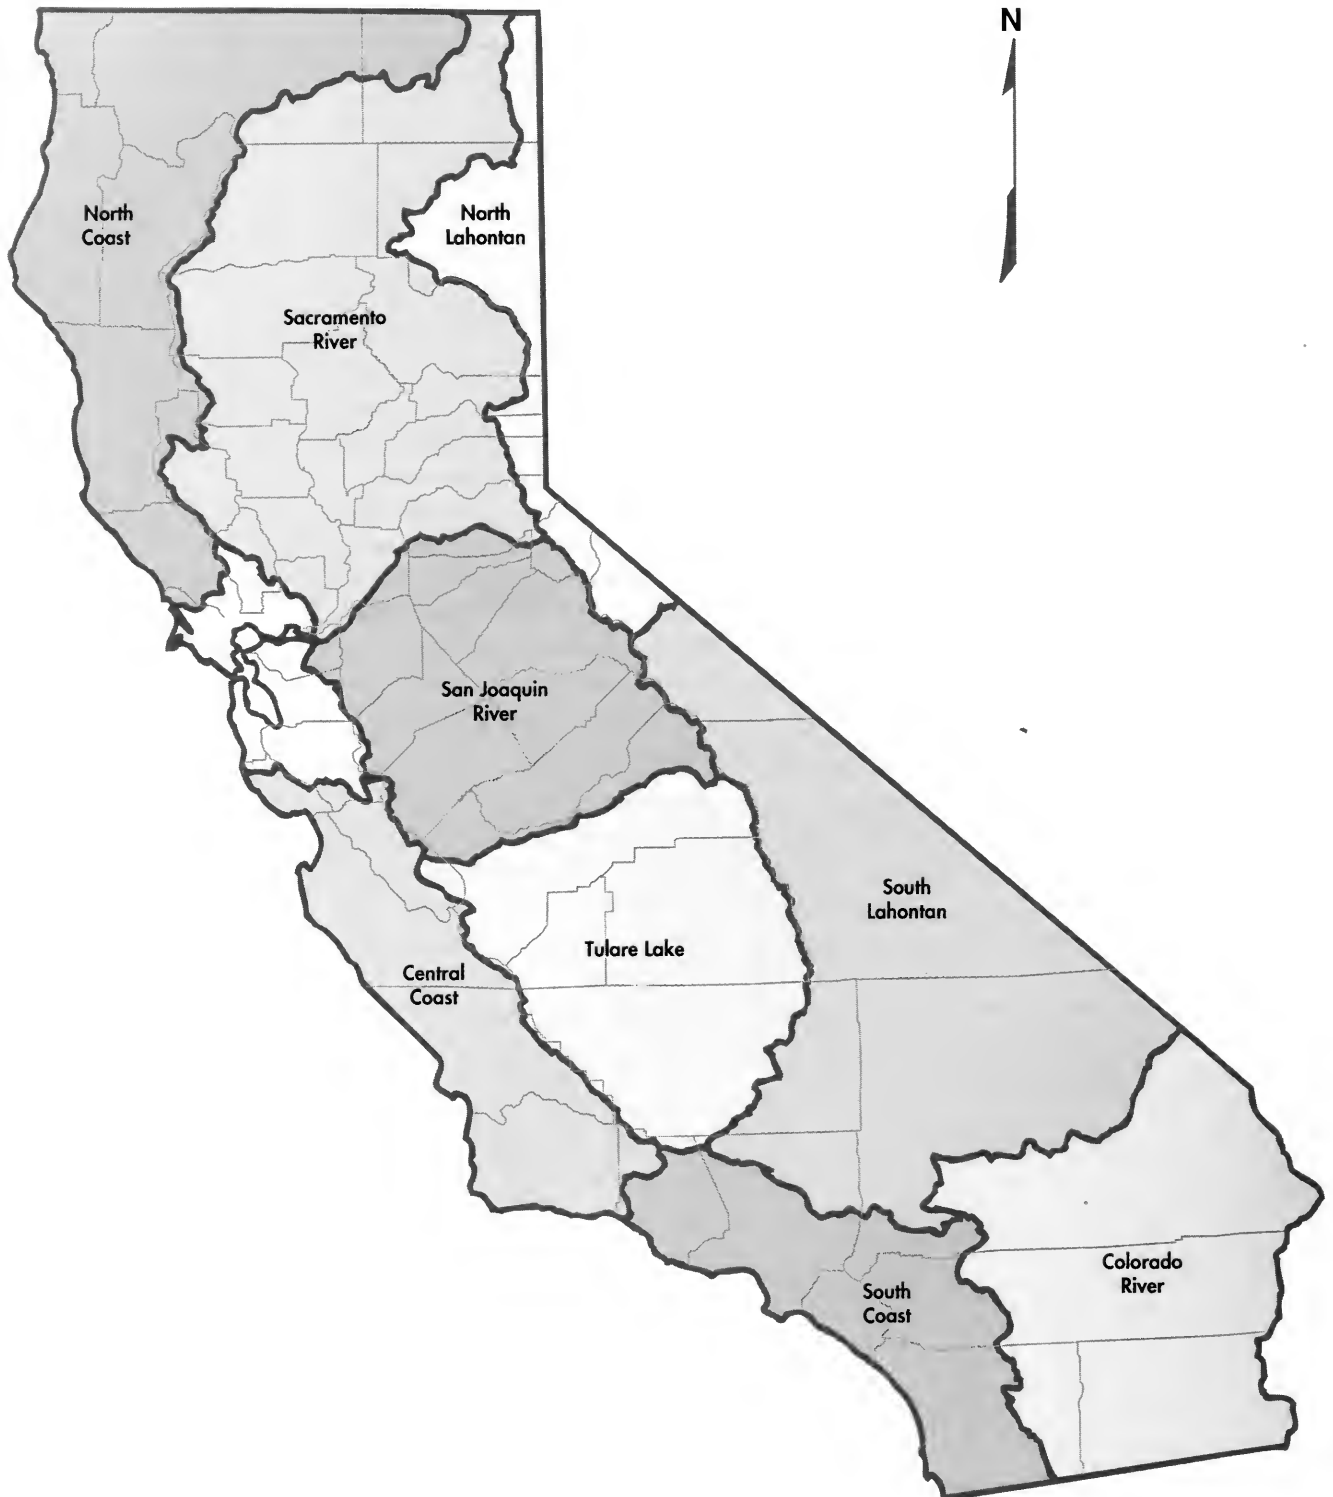 N
North
Coast
North
Lahontan
Sacramento
River
San Joaquin
River
South
Lahontan
Tulare Lake
Central
Coast
Colorado
River
South
Coast